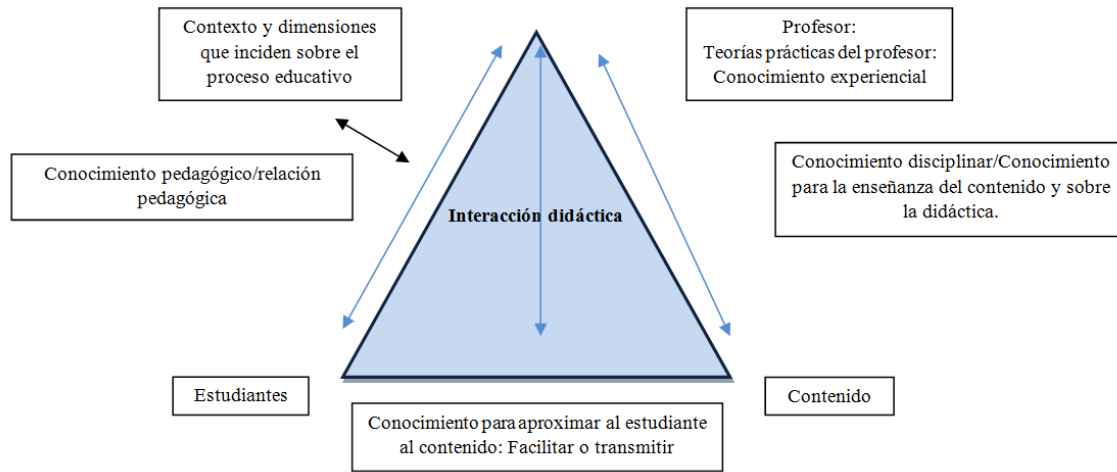 Contexto y dimensiones
que inciden sobre el
proceso educativo
Profesor:
Teorías prácticas del profesor:
Conocimiento experiencial
Conocimiento pedagógico/relación
pedagógica
Conocimiento disciplinar/Conocimiento
para la enseñanza del contenido y sobre
la didáctica.
Interacción didáctica
Estudiantes
Contenido
Conocimiento para aproximar al estudiante
al contenido: Facilitar o transmitir